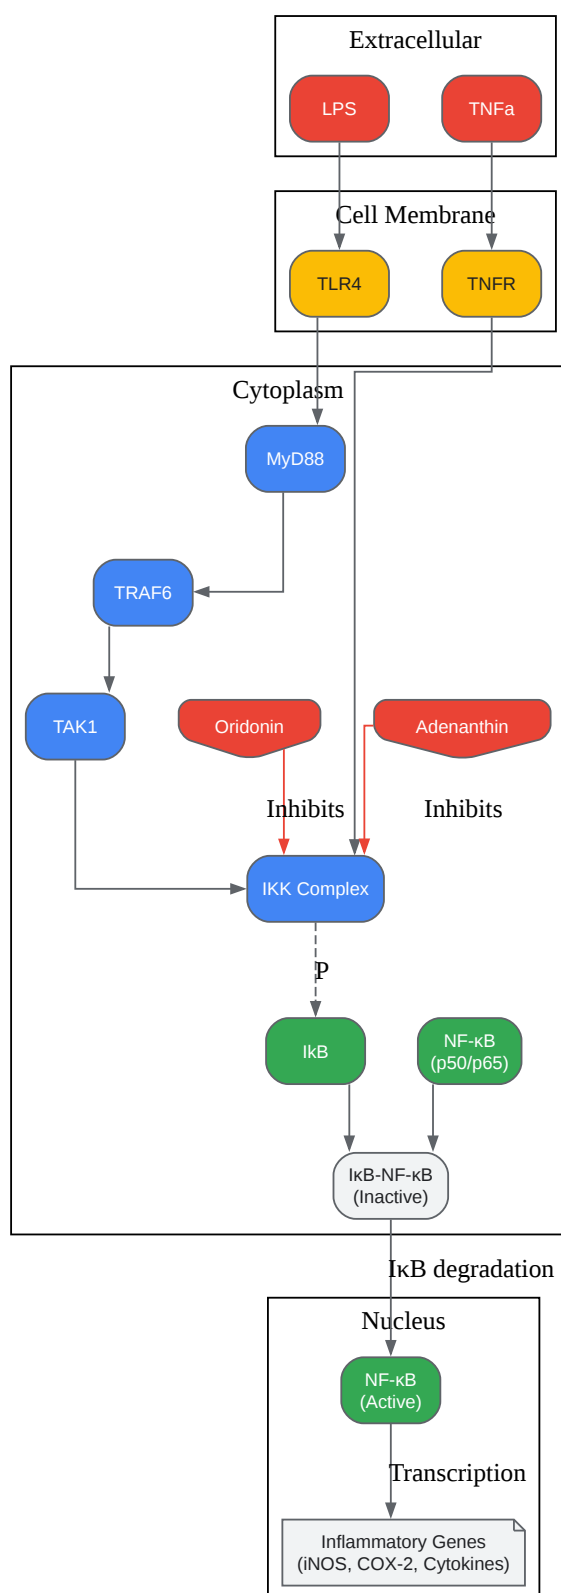 Extracellular
LPS
TNFa
Cell Membrane
TLR4
TNFR
Cytoplasm
MyD88
TRAF6
TAK1
Oridonin
Adenanthin
Inhibits
Inhibits
IKK Complex
P
IkB
NF-κB
(p50/p65)
IκB-NF-κB
(Inactive)
IκB degradation
Nucleus
NF-κB
(Active)
Transcription
Inflammatory Genes
(iNOS, COX-2, Cytokines)